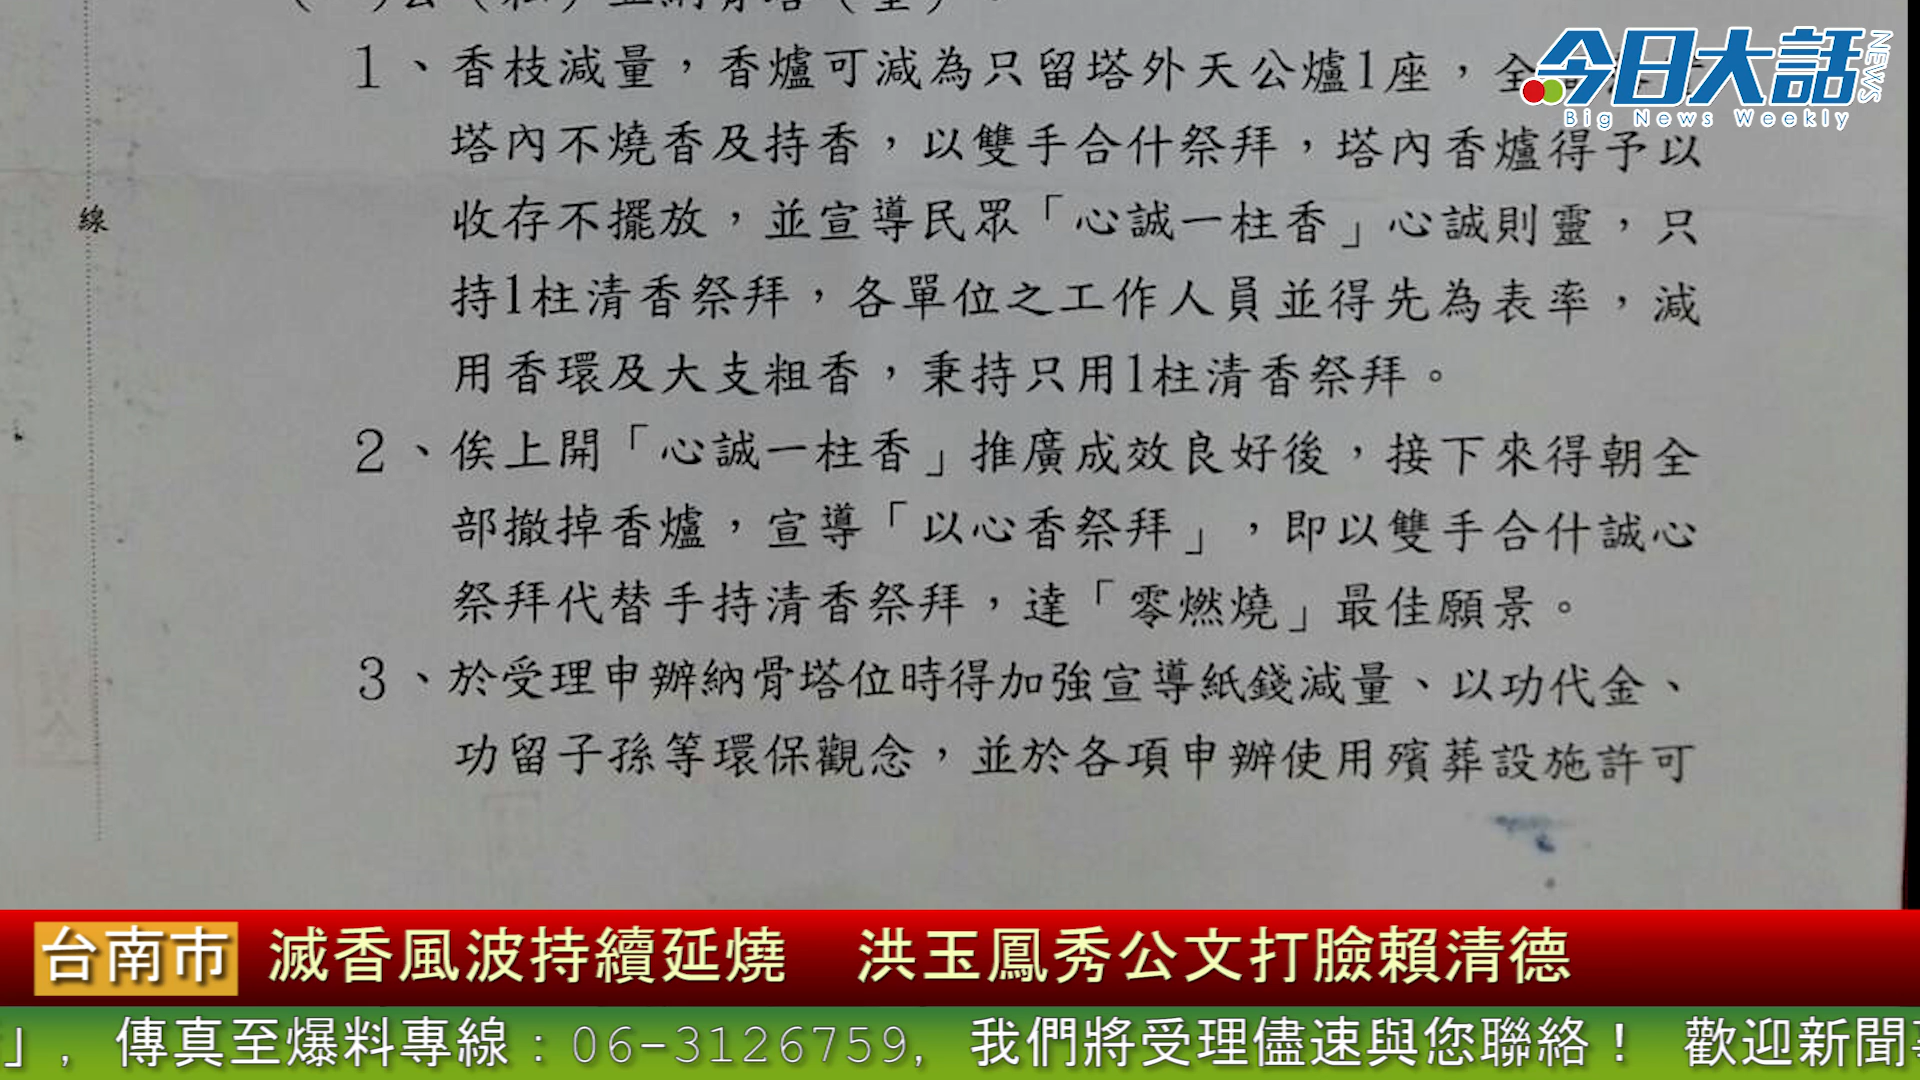 公（私）立納骨塔（堂）。
1、香枝減量，香爐可減為只留塔外天公爐1座，全
塔內不燒香及持香，以雙手合什祭拜，塔內香爐得予以
收存不擺放，並宣導民眾「心誠一柱香」心誠則靈，只
持1柱清香祭拜，各單位之工作人員並得先為表率，減
用香環及大支粗香，秉持只用1柱清香祭拜。
2、俟上開「心誠一柱香」推廣成效良好後，接下來得朝全
部撤掉香爐，宣導「以心香祭拜」，即以雙手合什誠心
祭拜代替手持清香祭拜，達「零燃燒」最佳願景。
3、於受理申辦納骨塔位時得加強宣導紙錢減量、以功代金、
功留子孫等環保觀念，並於各項申辦使用殯葬設施許可
線
今日大話 NEWS
Big News Weekly
台南市 滅香風波持續延燒 洪玉鳳秀公文打臉賴清德
」, 傳真至爆料專線：06-3126759, 我們將受理儘速與您聯絡！ 歡迎新聞